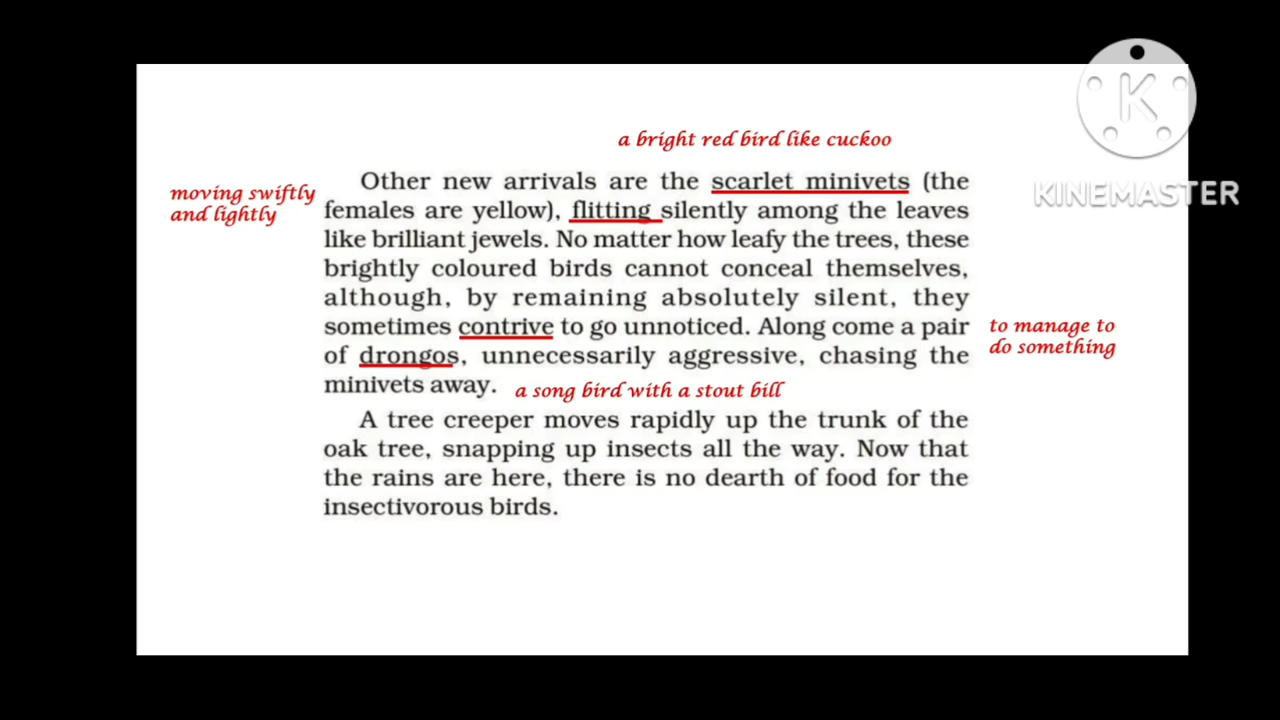 K
KINEMASTER
a bright red bird like cuckoo
Other new arrivals are the scarlet minivets (the
moving swiftly
and lightly
females are yellow), flitting silently among the leaves
like brilliant jewels. No matter how leafy the trees, these
brightly coloured birds cannot conceal themselves,
although, by remaining absolutely silent, they
sometimes contrive to go unnoticed. Along come a pair
to manage to
do something
of drongos, unnecessarily aggressive, chasing the
minivets away.
a song bird with a stout bill
A tree creeper moves rapidly up the trunk of the
oak tree, snapping up insects all the way. Now that
the rains are here, there is no dearth of food for the
insectivorous birds.